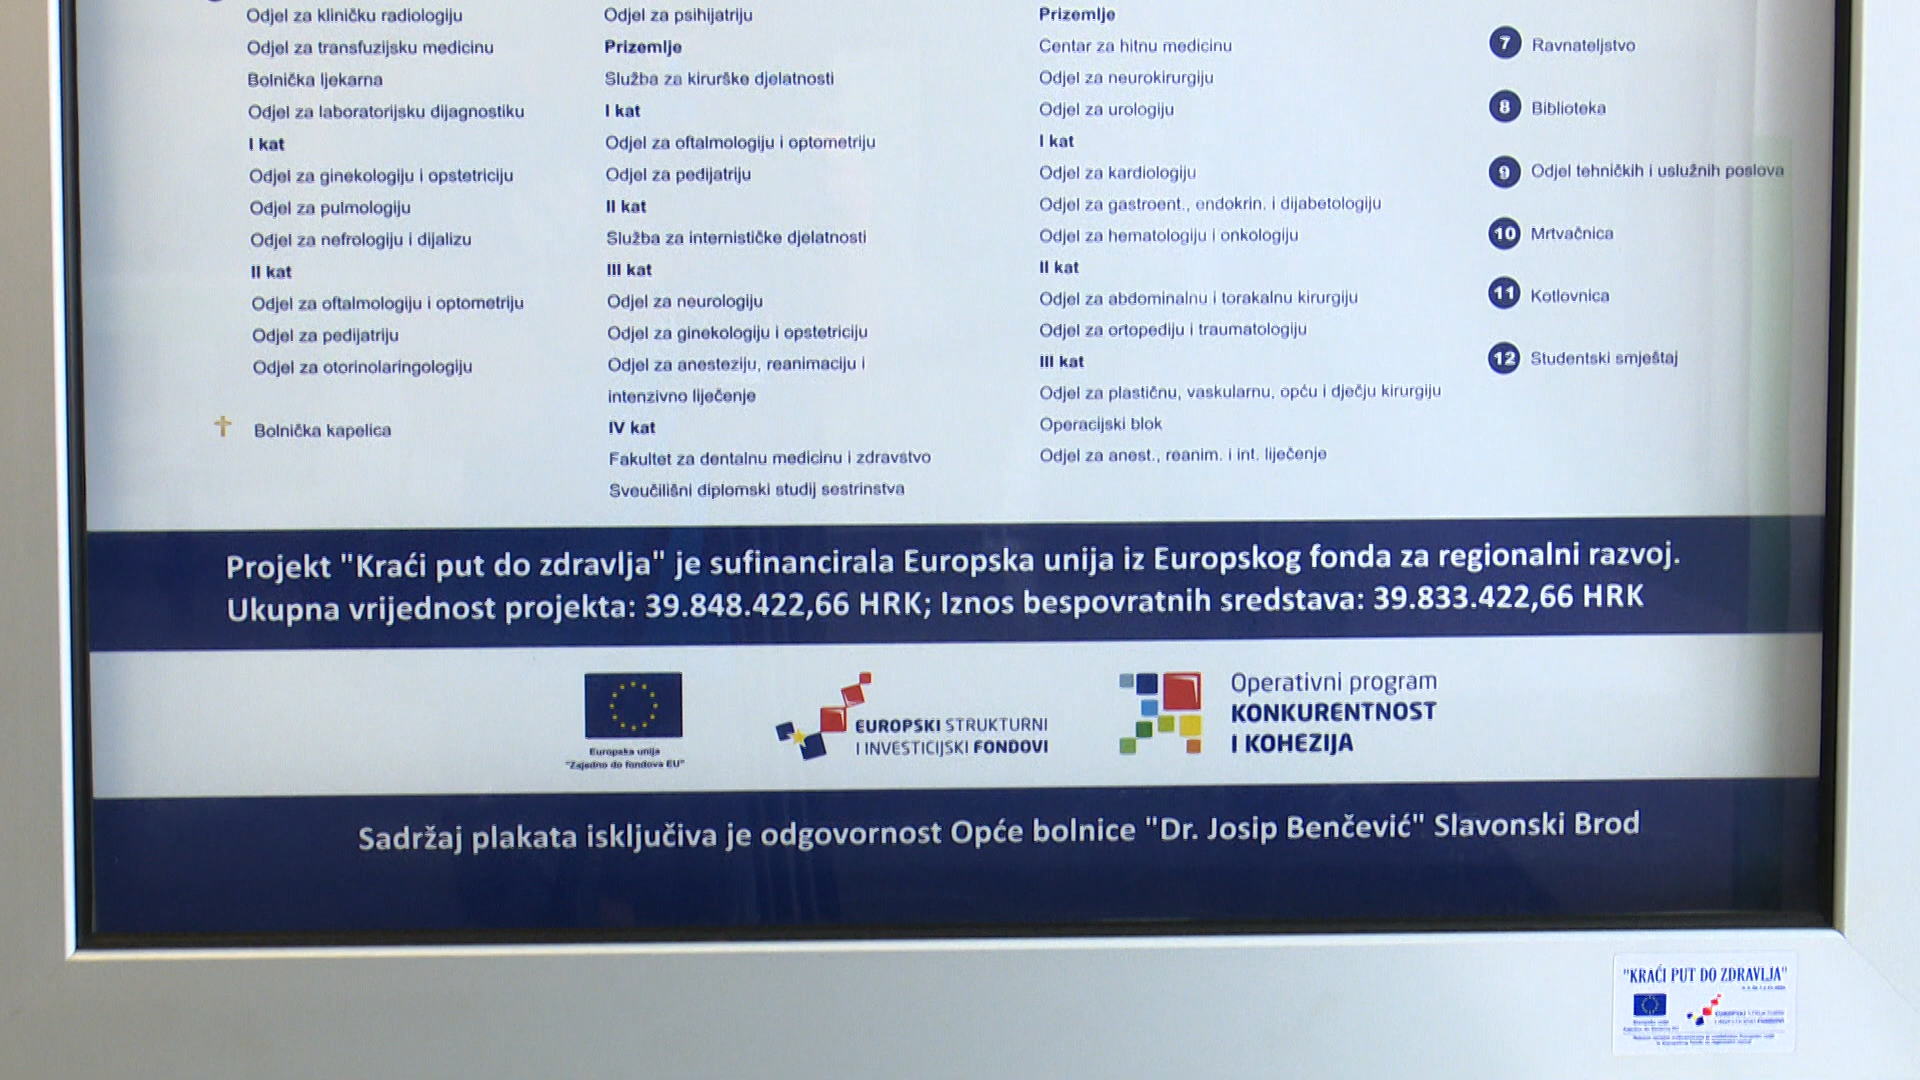 Odjel za kliničku radiologiju
Odjel za transfuzijsku medicinu
Bolnička ljekarna
Odjel za laboratorijsku dijagnostiku
I kat
Odjel za ginekologiju i opstetriciju
Odjel za pulmologiju
Odjel za nefrologiju i dijalizu
II kat
Odjel za oftalmologiju i optometriju
Odjel za pedijatriju
Odjel za otorinolaringologiju
Bolnička kapelica
Odjel za psihijatriju
Prizemlje
Služba za kirurške djelatnosti
I kat
Odjel za oftalmologiju i optometriju
Odjel za pedijatriju
II kat
Služba za internističke djelatnosti
III kat
Odjel za neurologiju
Odjel za ginekologiju i opstetriciju
Odjel za anesteziju, reanimaciju i
intenzivno liječenje
IV kat
Fakultet za dentalnu medicinu i zdravstvo
Sveučilišni diplomski studij sestrinstva
Prizemlje
Centar za hitnu medicinu
Odjel za neurokirurgiju
Odjel za urologiju
I kat
Odjel za kardiologiju
Odjel za gastroent., endokrin. i dijabetologiju
Odjel za hematologiju i onkologiju
II kat
Odjel za abdominalnu i torakalnu kirurgiju
Odjel za ortopediju i traumatologiju
III kat
Odjel za plastičnu, vaskularnu, opću i dječju kirurgiju
Operacijski blok
Odjel za anest., reanim. i int. liječenje
7 Ravnateljstvo
8 Biblioteka
9 Odjel tehničkih i uslužnih poslova
10 Mrtvačnica
11 Kotlovnica
12 Studentski smještaj
Projekt "Kraći put do zdravlja" je sufinancirala Europska unija iz Europskog fonda za regionalni razvoj.
Ukupna vrijednost projekta: 39.848.422,66 HRK; Iznos bespovratnih sredstava: 39.833.422,66 HRK
Europska unija
"Zajedno do fondova EU"
EUROPSKI STRUKTURNI
I INVESTICIJSKI FONDOVI
Operativni program
KONKURENTNOST
I KOHEZIJA
Sadržaj plakata isključiva je odgovornost Opće bolnice "Dr. Josip Benčević" Slavonski Brod
"KRAĆI PUT DO ZDRAVLJA"
EUROPSKI STRUKTURNI
I INVESTICIJSKI FONDOVI